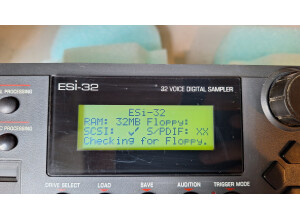 ESi-32
32 VOICE DIGITAL SAMPLER
PROCESSING
ESi-32
RAM: 32MB Floppy:
SCSI: ✓ S/PDIF: XX
Checking for Floppy.
PROCESSING
DRIVE SELECT
LOAD
SAVE
AUDITION
TRIGGER MODE